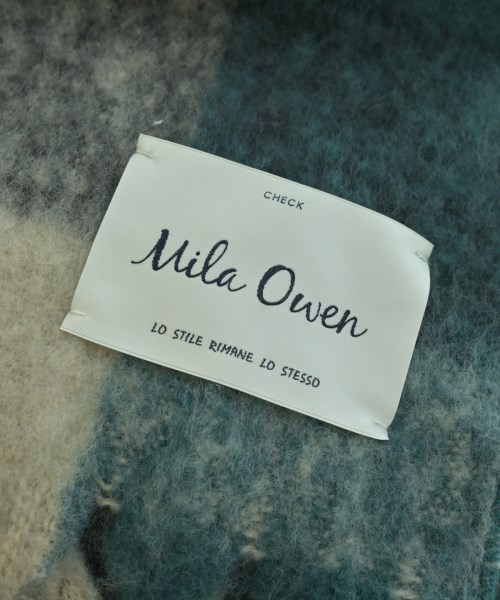 CHECK
Mila Owen
LO STILE RIMANE LO STESSO